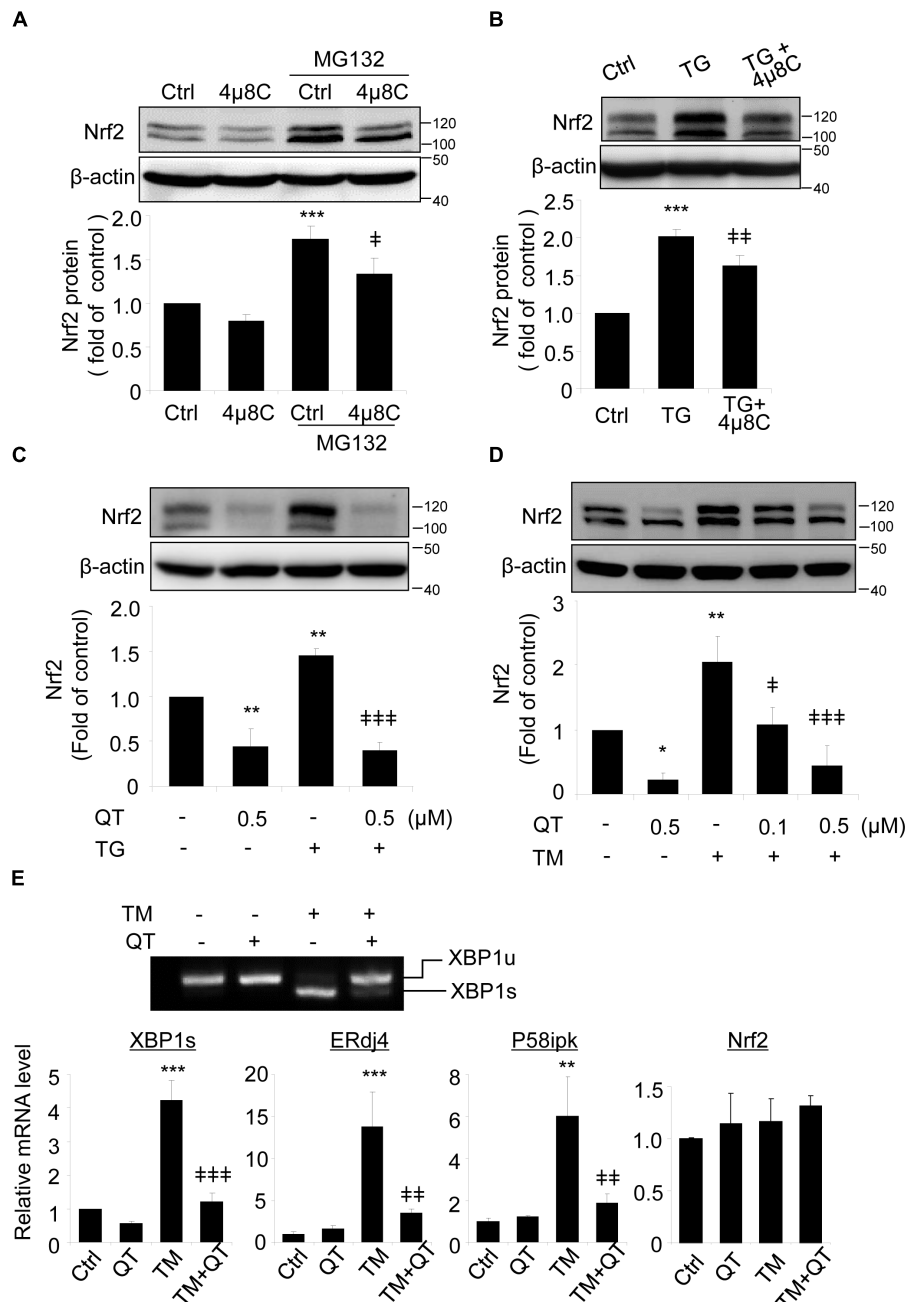 A
MG132
Ctrl 4µ8C Ctrl 4µ8C
Nrf2
120
100
β-actin
50
40
Nrf2 protein
( fold of control)
2.0
1.5
1.0
0.5
0
***
ǂ
Ctrl 4µ8C Ctrl 4µ8C
MG132
B
Ctrl TG TG + 4µ8C
Nrf2
120
100
β-actin
50
40
Nrf2 protein
( fold of control)
2.5
2.0
1.5
1.0
0.5
0
***
ǂǂ
Ctrl TG TG+
4µ8C
C
Nrf2
120
100
β-actin
50
40
Nrf2
(Fold of control)
2.0
1.5
1.0
0.5
0
**
**
ǂǂǂ
QT - 0.5 - 0.5 (µM)
TG - - + +
D
Nrf2
120
100
β-actin
50
40
Nrf2
(Fold of control)
3
2
1
0
*
**
ǂ
ǂǂǂ
QT - 0.5 - 0.1 0.5 (µM)
TM - - + + +
E
TM - - + +
QT - + - +
XBP1u
XBP1s
Relative mRNA level
XBP1s
5
4
3
2
1
0
***
ǂǂǂ
Ctrl QT TM TM+QT
ERdj4
20
15
10
5
0
***
ǂǂ
Ctrl QT TM TM+QT
P58ipk
8
6
4
2
0
**
ǂǂ
Ctrl QT TM TM+QT
Nrf2
1.5
1.0
0.5
0
Ctrl QT TM TM+QT